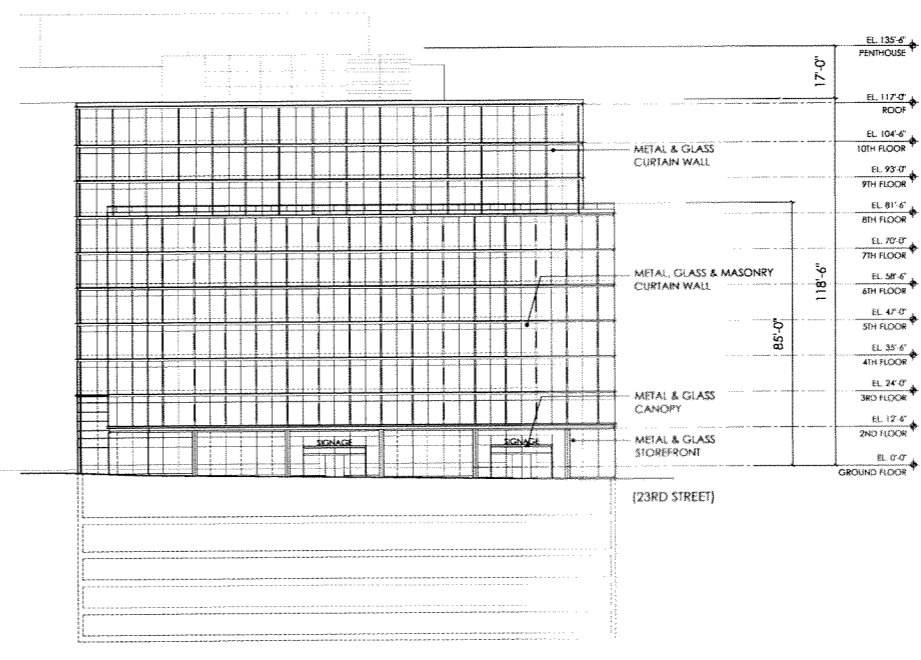 EL. 135'-6"
PENTHOUSE
17'-0"
EL. 117'-0"
ROOF
EL. 104'-6"
10TH FLOOR
METAL & GLASS
CURTAIN WALL
EL. 93'-0"
9TH FLOOR
EL. 81'-6"
8TH FLOOR
EL. 70'-0"
7TH FLOOR
METAL, GLASS & MASONRY
CURTAIN WALL
EL. 58'-6"
6TH FLOOR
118'-6"
EL. 47'-0"
5TH FLOOR
85'-0"
EL. 35'-6"
4TH FLOOR
EL. 24'-0"
3RD FLOOR
METAL & GLASS
CANOPY
EL. 12'-6"
2ND FLOOR
SIGNAGE
SIGNAGE
METAL & GLASS
STOREFRONT
EL. 0'-0"
GROUND FLOOR
(23RD STREET)